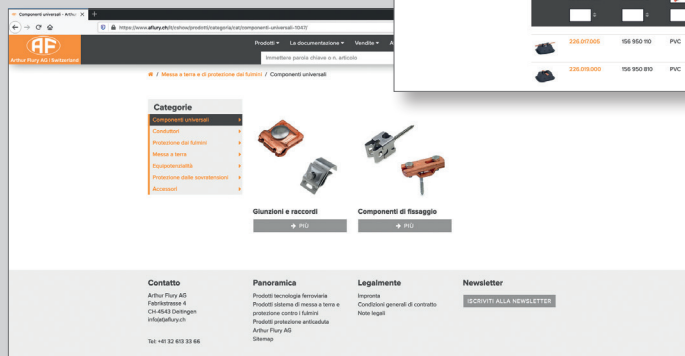 Componenti universali - Arthur
https://www.aflury.ch/it/cshow/prodotti/categoria/cat/componenti-universali-1047/
AF
Arthur Flury AG | Switzerland
Prodotti La documentazione Vendite A
Immettere parola chiave o n. articolo
226.017.005 156 950 110 PVC
226.018.000 156 950 810 PVC
/ Messa a terra e di protezione dai fulmini / Componenti universali
Categorie
Componenti universali
Conduttori
Protezione dai fulmini
Messa a terra
Equipotenzialità
Protezione delle sovratensioni
Accessori
Giunzioni e raccordi
→ PIÙ
Componenti di fissaggio
→ PIÙ
Contatto
Arthur Flury AG
Fabrikstrasse 4
CH-4543 Deitingen
info(at)aflury.ch
Tel: +41 32 613 33 66
Panoramica
Prodotti tecnologia ferroviaria
Prodotti sistema di messa a terra e
protezione contro i fulmini
Prodotti protezione anticaduta
Arthur Flury AG
Sitemap
Legalmente
Impronta
Condizioni generali di contratto
Note legali
Newsletter
ISCRIVITI ALLA NEWSLETTER